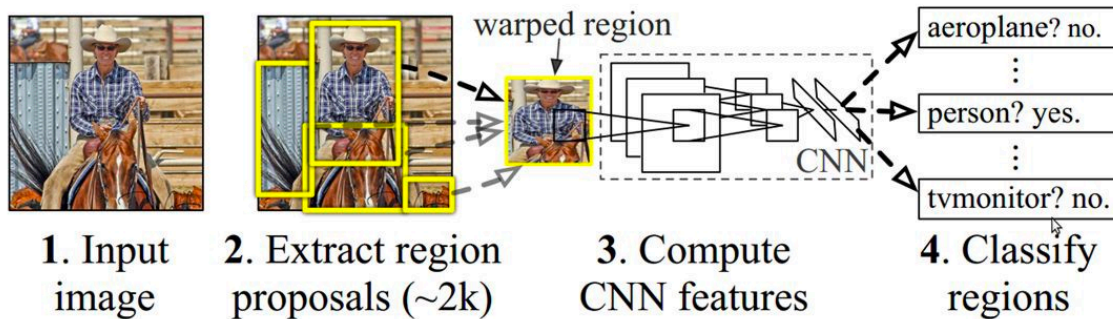 warped region
aeroplane? no.
⋮
person? yes.
⋮
CNN
tvmonitor? no.
1. Input
image
2. Extract region
proposals (~2k)
3. Compute
CNN features
4. Classify
regions